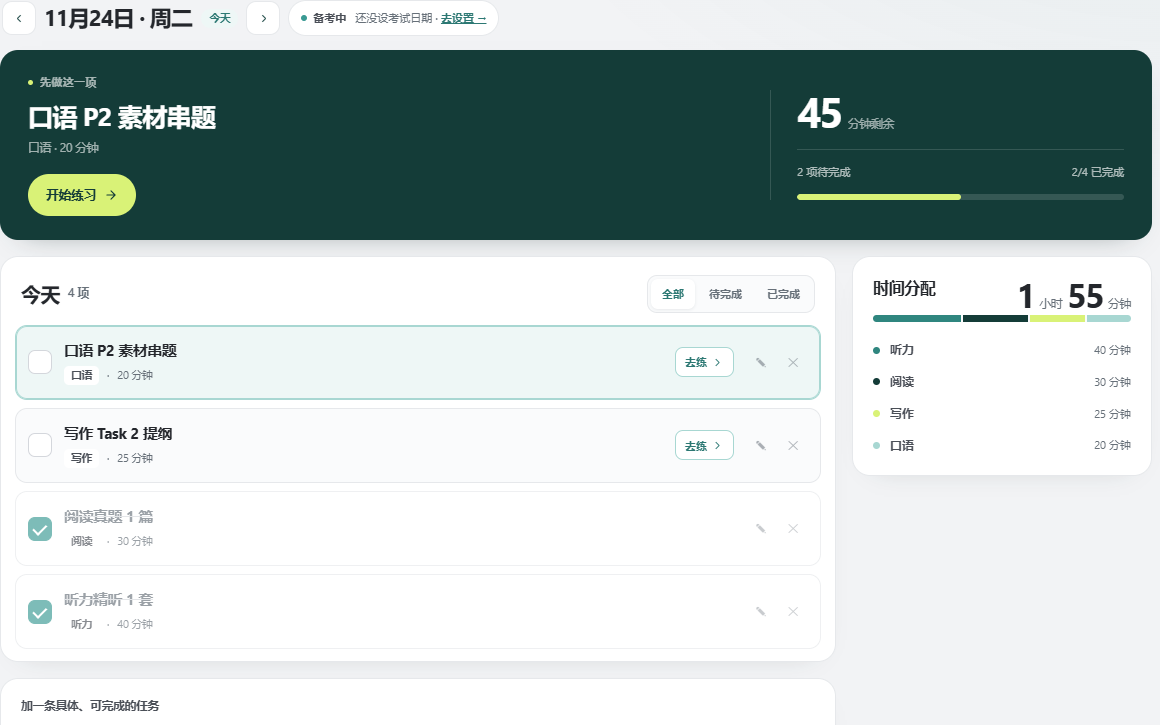 11月24日 · 周二 今天 备考中 还没设考试日期 · 去设置 →
先做这一项
口语 P2 素材串题
口语 · 20 分钟
开始练习 →
45 分钟剩余
2 项待完成 2/4 已完成
今天 4 项
全部 待完成 已完成
口语 P2 素材串题
口语 · 20 分钟
去练
写作 Task 2 提纲
写作 · 25 分钟
去练
阅读真题 1 篇
阅读 · 30 分钟
听力精听 1 套
听力 · 40 分钟
时间分配 1 小时 55 分钟
听力 40 分钟
阅读 30 分钟
写作 25 分钟
口语 20 分钟
加一条具体、可完成的任务